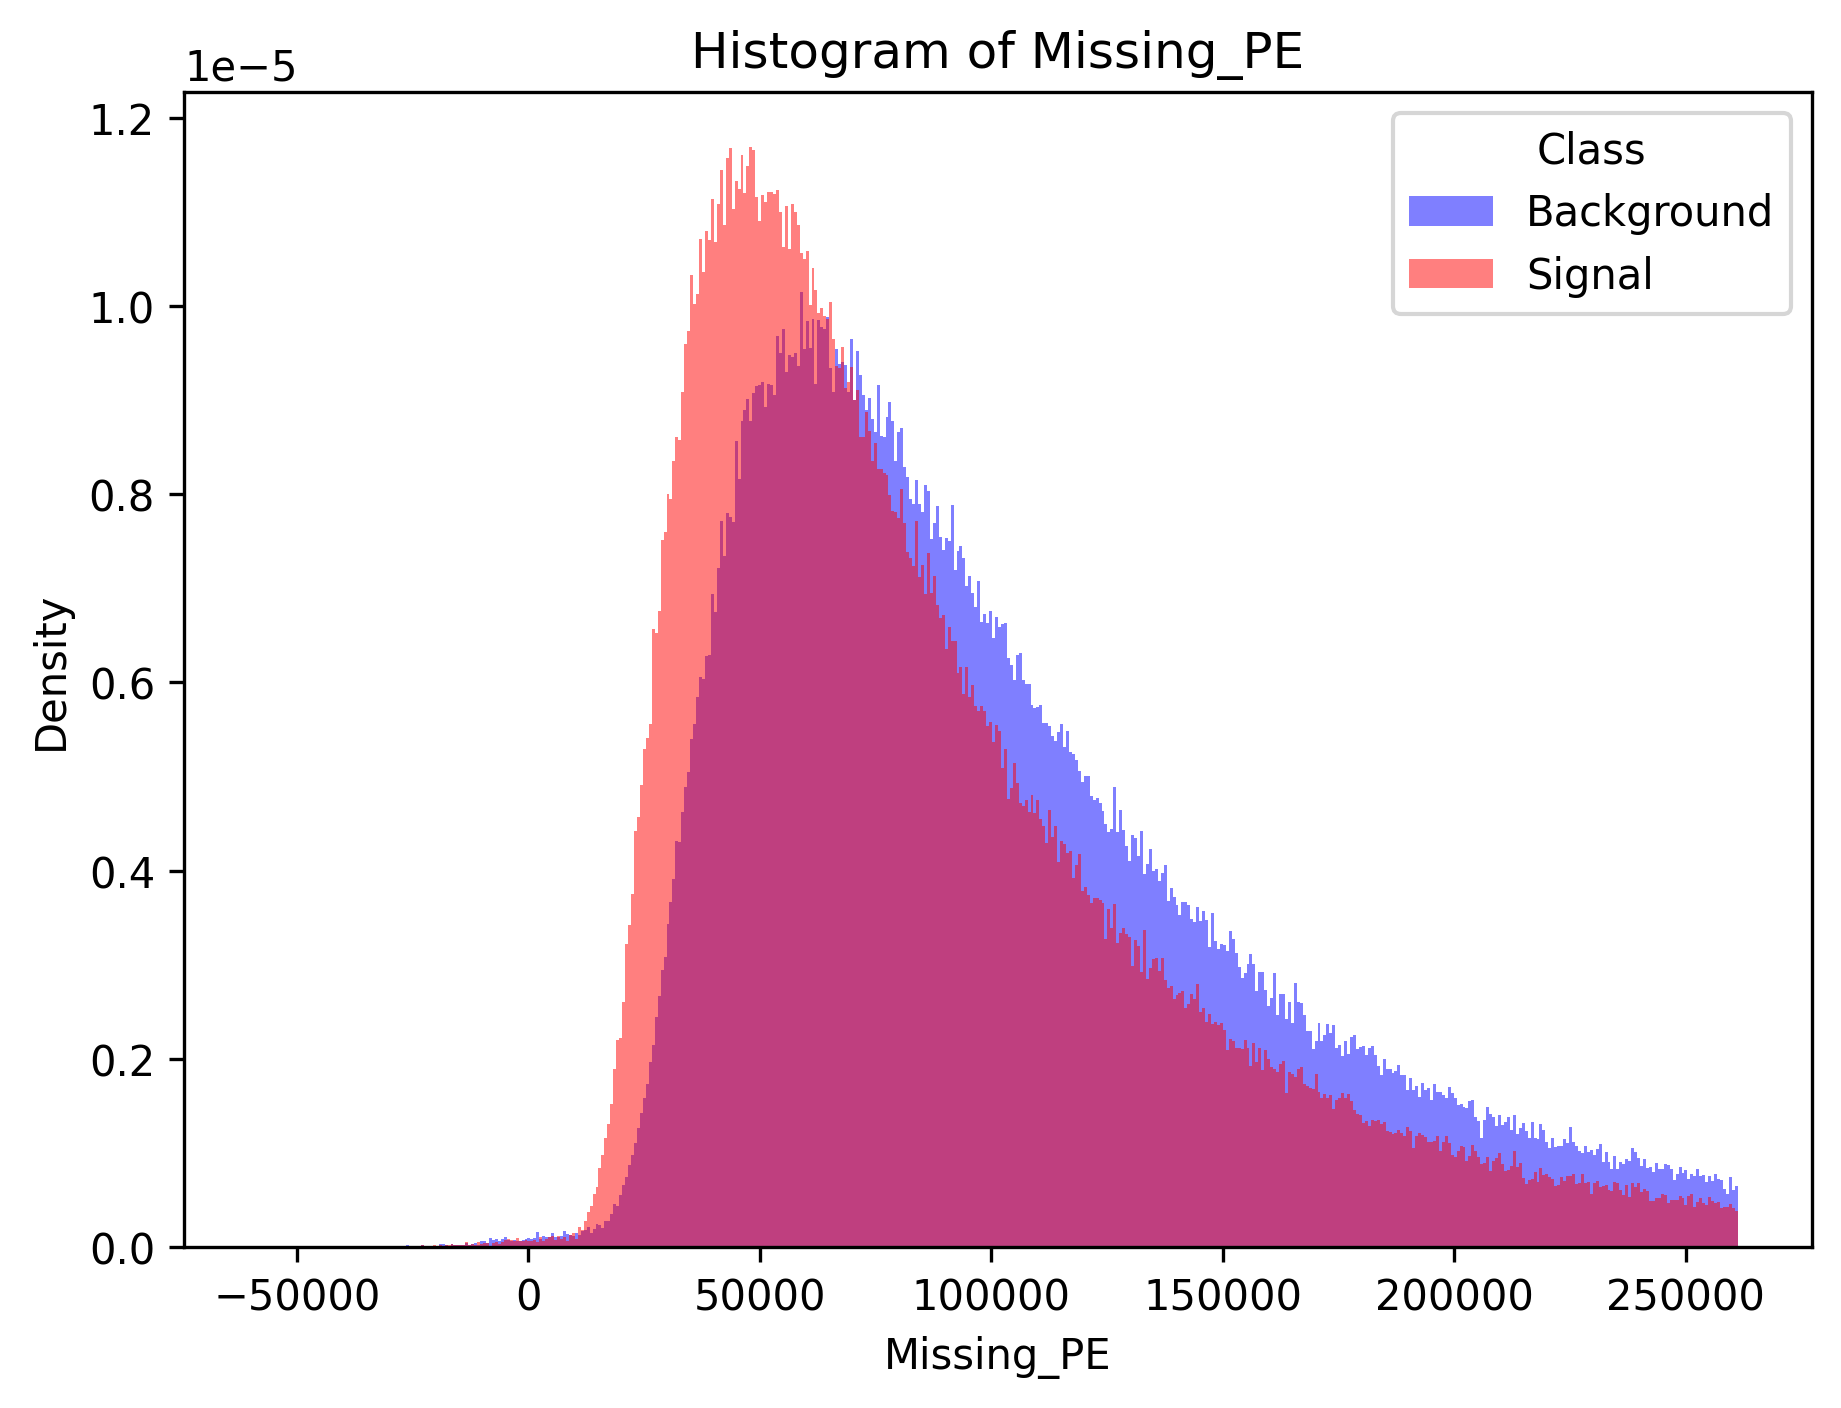 Histogram of Missing_PE
1e−5
1.2
1.0
0.8
0.6
0.4
0.2
0.0
Density
Class
Background
Signal
−50000
0
50000
100000
150000
200000
250000
Missing_PE